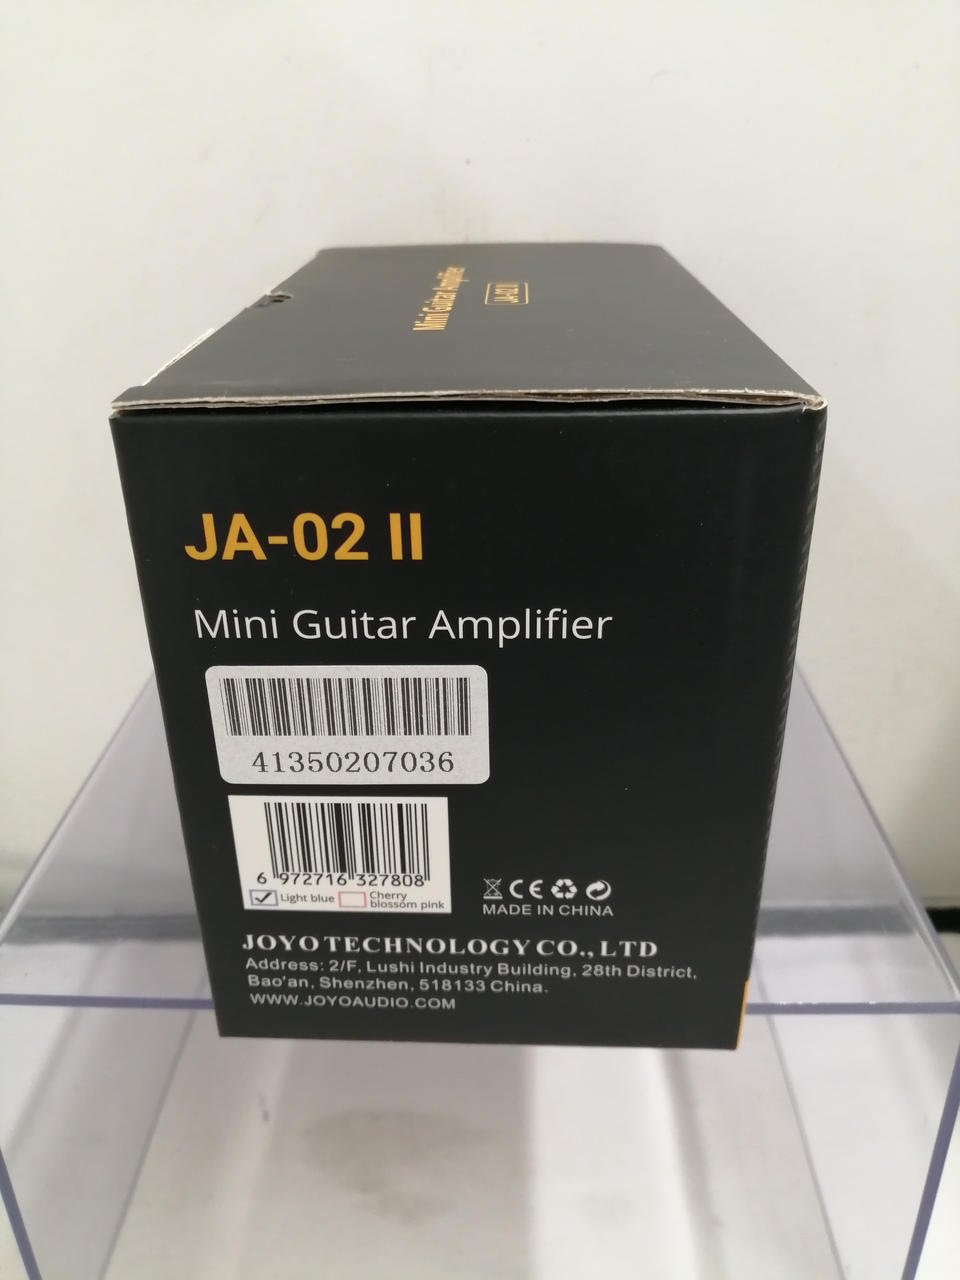 Mini Guitar Amplifier
JA-02 II
JA-02 II
Mini Guitar Amplifier
41350207036
6 972716 327808
Light blue
Cherry
blossom pink
CE
MADE IN CHINA
JOYO TECHNOLOGY CO., LTD
Address: 2/F, Lushi Industry Building, 28th District,
Bao'an, Shenzhen, 518133 China.
WWW.JOYOAUDIO.COM